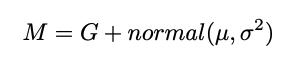 M = G + normal(μ, σ²)